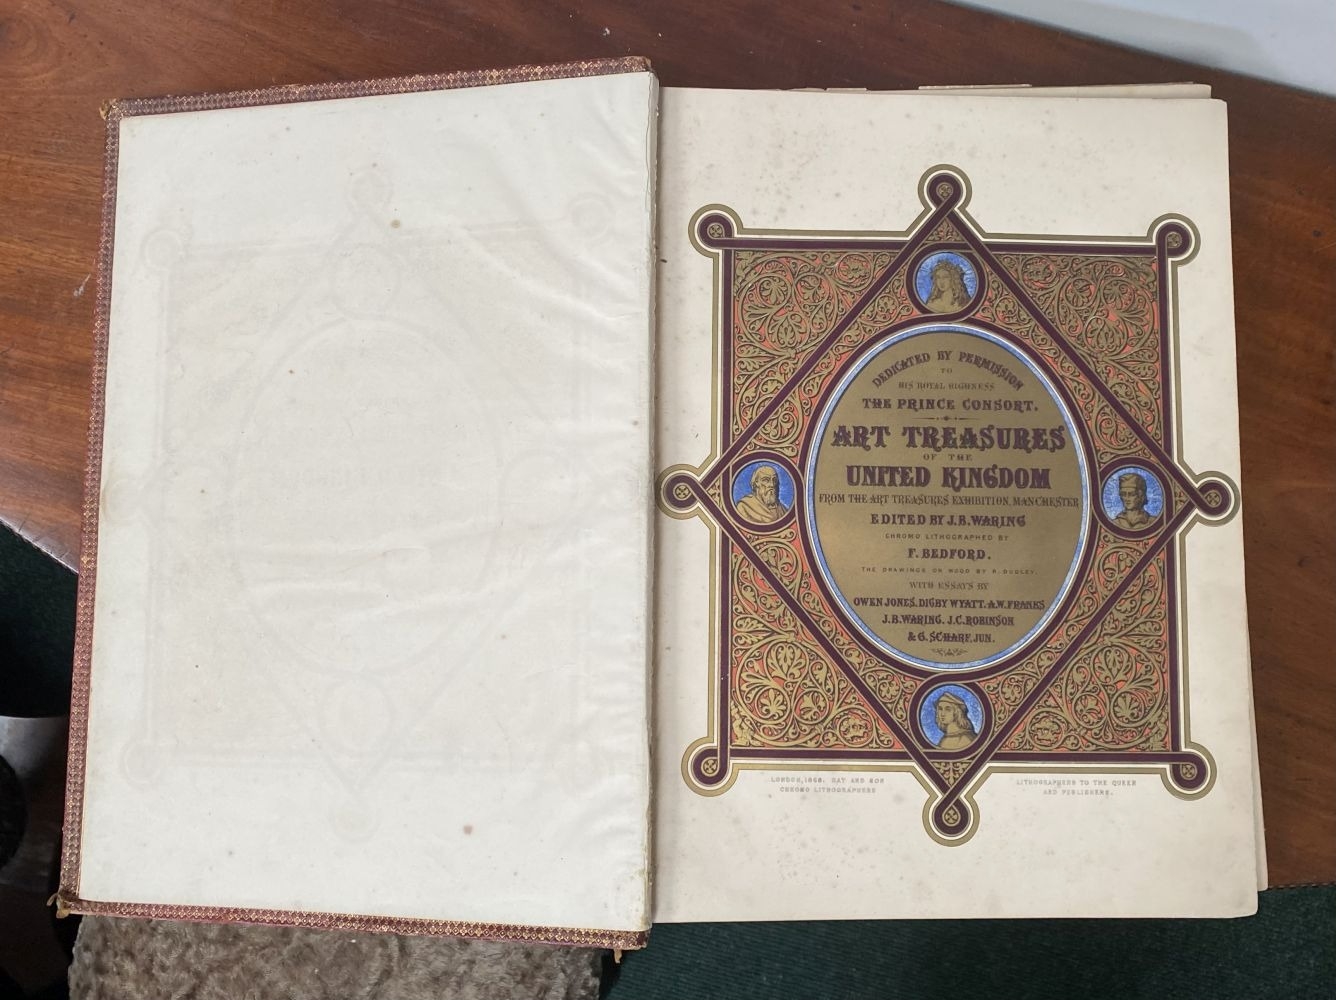 DEDICATED BY PERMISSION
TO
HIS ROYAL HIGHNESS
THE PRINCE CONSORT.
ART TREASURES
OF THE
UNITED KINGDOM
FROM THE ART TREASURES EXHIBITION, MANCHESTER
EDITED BY J.B. WARING
CHROMO LITHOGRAPHED BY
F. BEDFORD.
THE DRAWINGS ON WOOD BY R. DUDLEY.
WITH ESSAYS BY
OWEN JONES, DIGBY WYATT, A.W. FRANKS
J.B. WARING, J.C. ROBINSON
& G. SCHARF, JUN.
LONDON, 1858. DAY AND SON
CHROMO LITHOGRAPHERS
LITHOGRAPHERS TO THE QUEEN
AND PUBLISHERS.